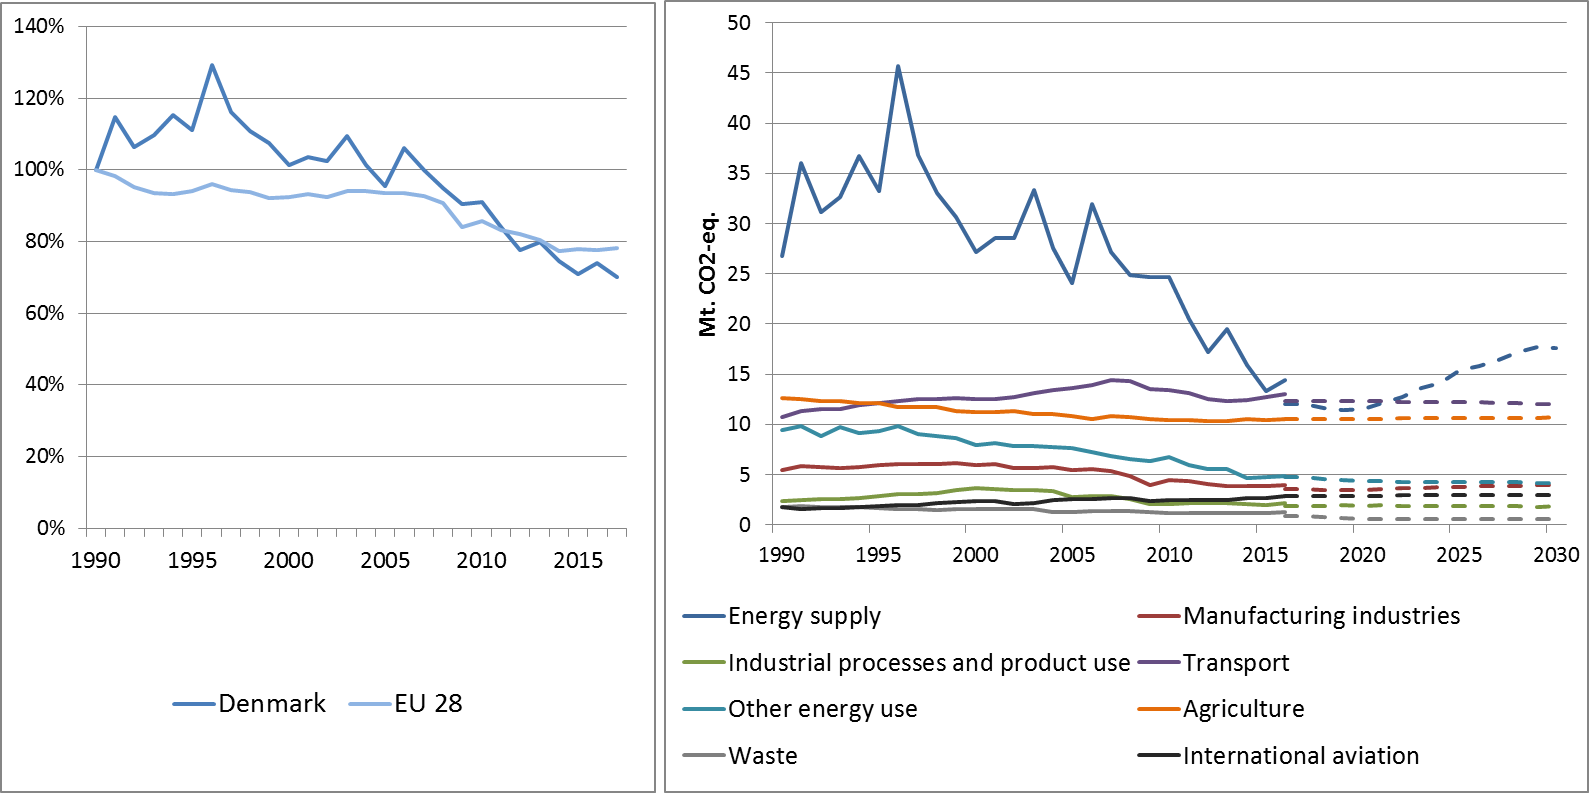 140%
120%
100%
80%
60%
40%
20%
0%
1990 1995 2000 2005 2010 2015
Denmark EU 28
50
45
40
35
30
25
20
15
10
5
0
Mt. CO2-eq.
1990 1995 2000 2005 2010 2015 2020 2025 2030
Energy supply Manufacturing industries
Industrial processes and product use Transport
Other energy use Agriculture
Waste International aviation